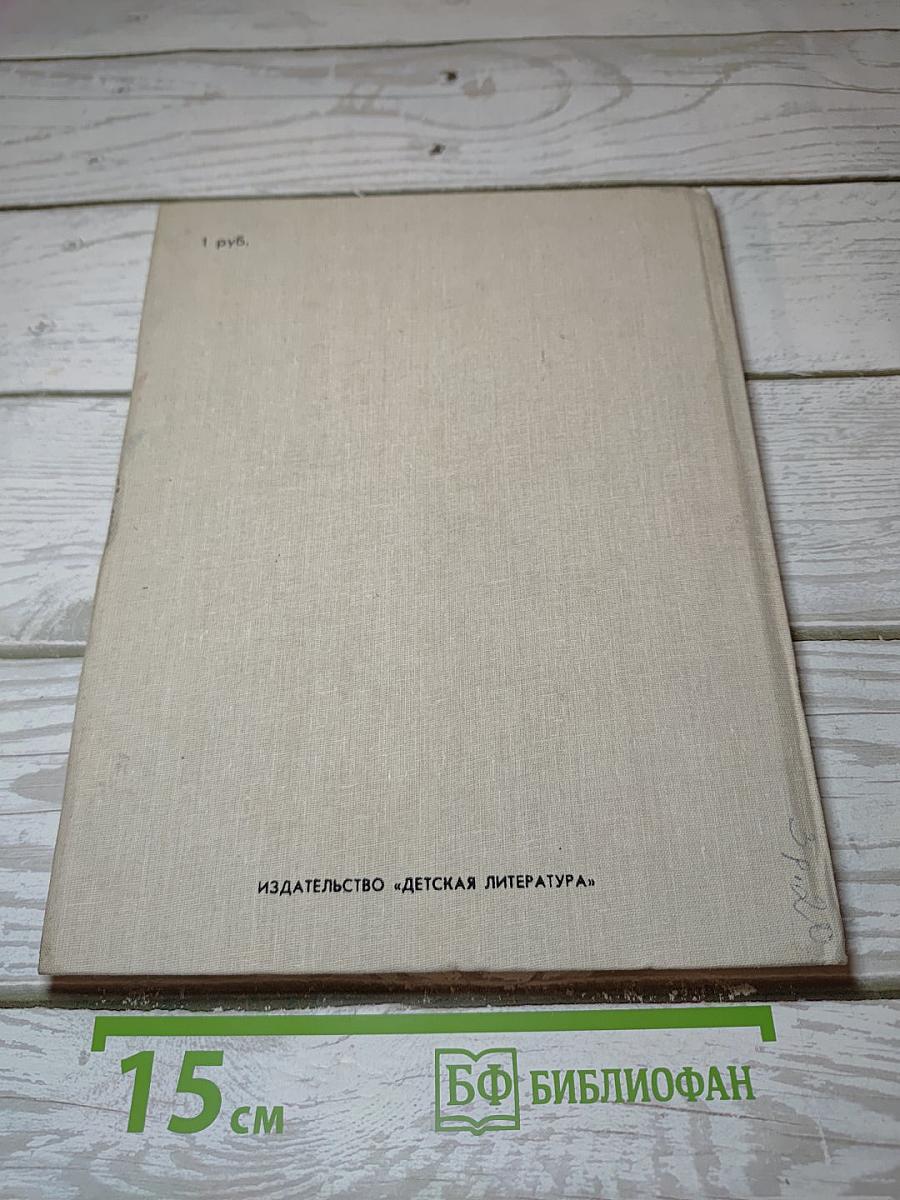 1 руб.
ИЗДАТЕЛЬСТВО «ДЕТСКАЯ ЛИТЕРАТУРА»
15 см
БФ БИБЛИОФАН